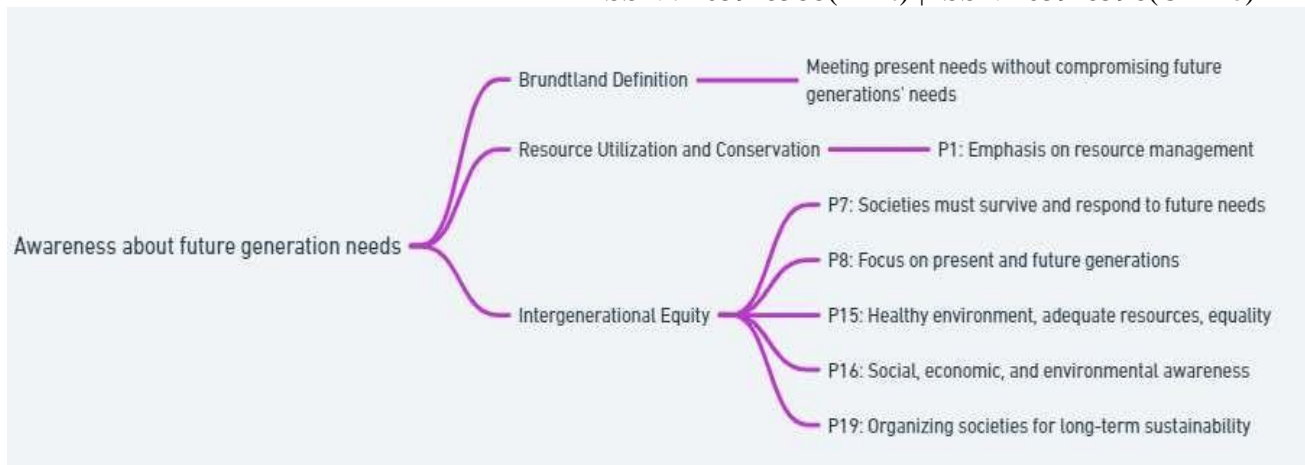 Brundtland Definition
Meeting present needs without compromising future
generations' needs
Resource Utilization and Conservation
P1: Emphasis on resource management
Awareness about future generation needs
Intergenerational Equity
P7: Societies must survive and respond to future needs
P8: Focus on present and future generations
P15: Healthy environment, adequate resources, equality
P16: Social, economic, and environmental awareness
P19: Organizing societies for long-term sustainability